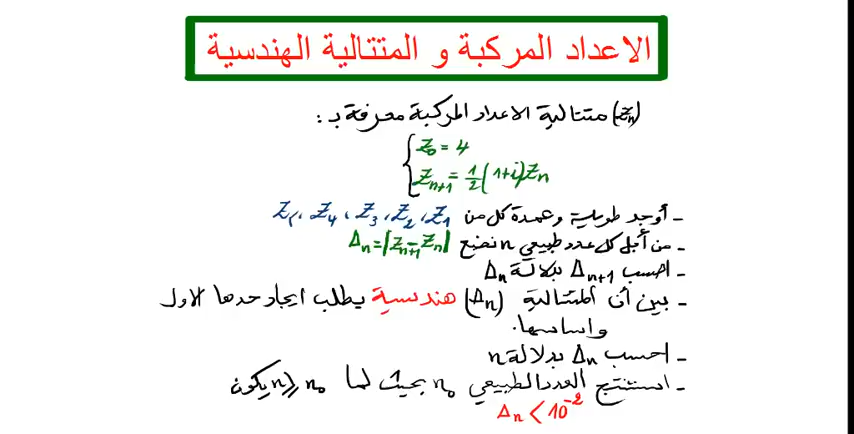 الاعداد المركبة و المتتالية الهندسية
(Zn) متتالية الاعداد المركبة معرفة بـ :
Z0 = 4
Zn+1 = 1/2 (1+i) Zn
- أوجد طويلة وعمدة كل من Z1 ، Z2 ، Z3 ، Z4 ، Z5
- من أجل كل عدد طبيعي n نضع Δn = |Zn+1 - Zn|
- احسب Δn+1 بدلالة Δn
- بين أن المتتالية (Δn) هندسية يطلب ايجاد حدها الاول
واساسها.
- احسب Δn بدلالة n
- استنتج العدد الطبيعي n0 بحيث لما n ≥ n0 يكون
Δn < 10^-2